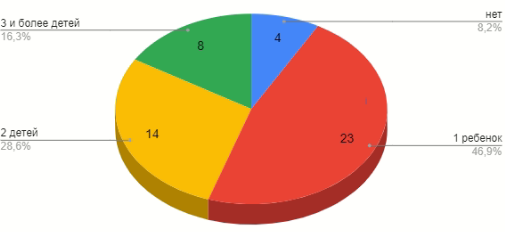 3 и более детей
16,3%
нет
8,2%
8
4
2 детей
28,6%
14
23
1 ребенок
46,9%